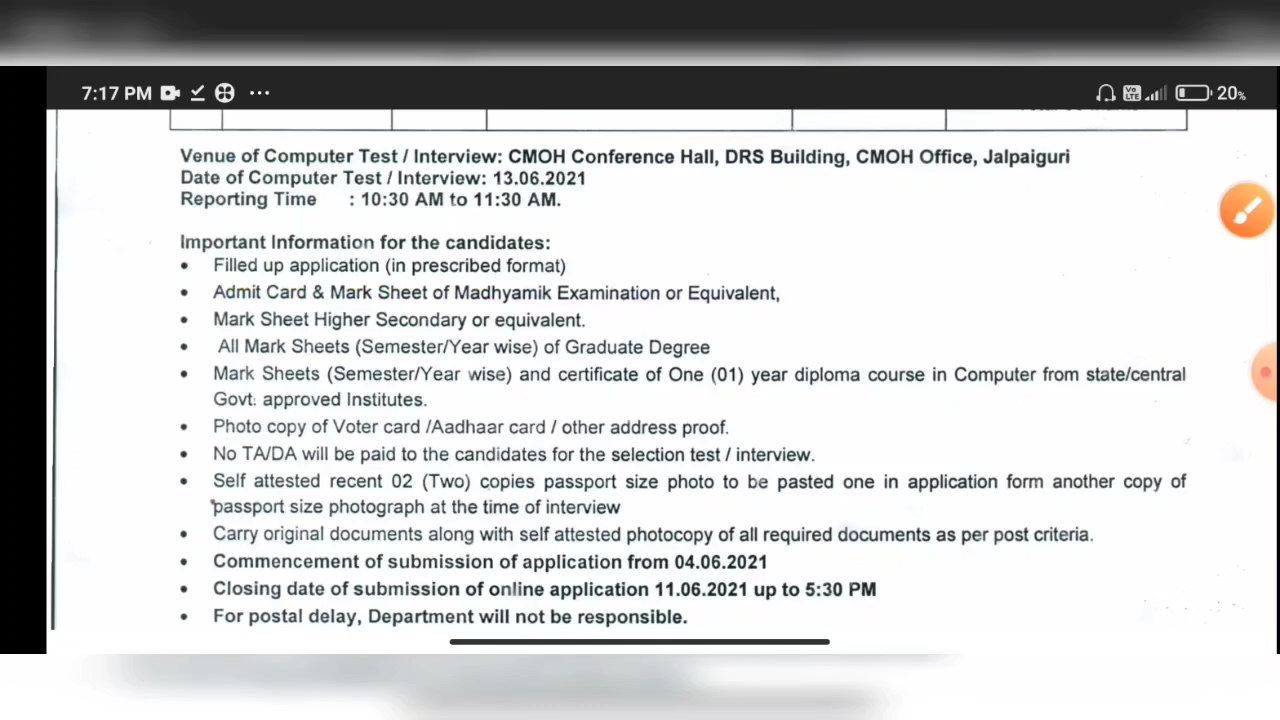 7:17 PM ...
Vo LTE 20%
Venue of Computer Test / Interview: CMOH Conference Hall, DRS Building, CMOH Office, Jalpaiguri
Date of Computer Test / Interview: 13.06.2021
Reporting Time : 10:30 AM to 11:30 AM.
Important Information for the candidates:
• Filled up application (in prescribed format)
• Admit Card & Mark Sheet of Madhyamik Examination or Equivalent,
• Mark Sheet Higher Secondary or equivalent.
• All Mark Sheets (Semester/Year wise) of Graduate Degree
• Mark Sheets (Semester/Year wise) and certificate of One (01) year diploma course in Computer from state/central
Govt. approved Institutes.
• Photo copy of Voter card /Aadhaar card / other address proof.
• No TA/DA will be paid to the candidates for the selection test / interview.
• Self attested recent 02 (Two) copies passport size photo to be pasted one in application form another copy of
passport size photograph at the time of interview
• Carry original documents along with self attested photocopy of all required documents as per post criteria.
• Commencement of submission of application from 04.06.2021
• Closing date of submission of online application 11.06.2021 up to 5:30 PM
• For postal delay, Department will not be responsible.